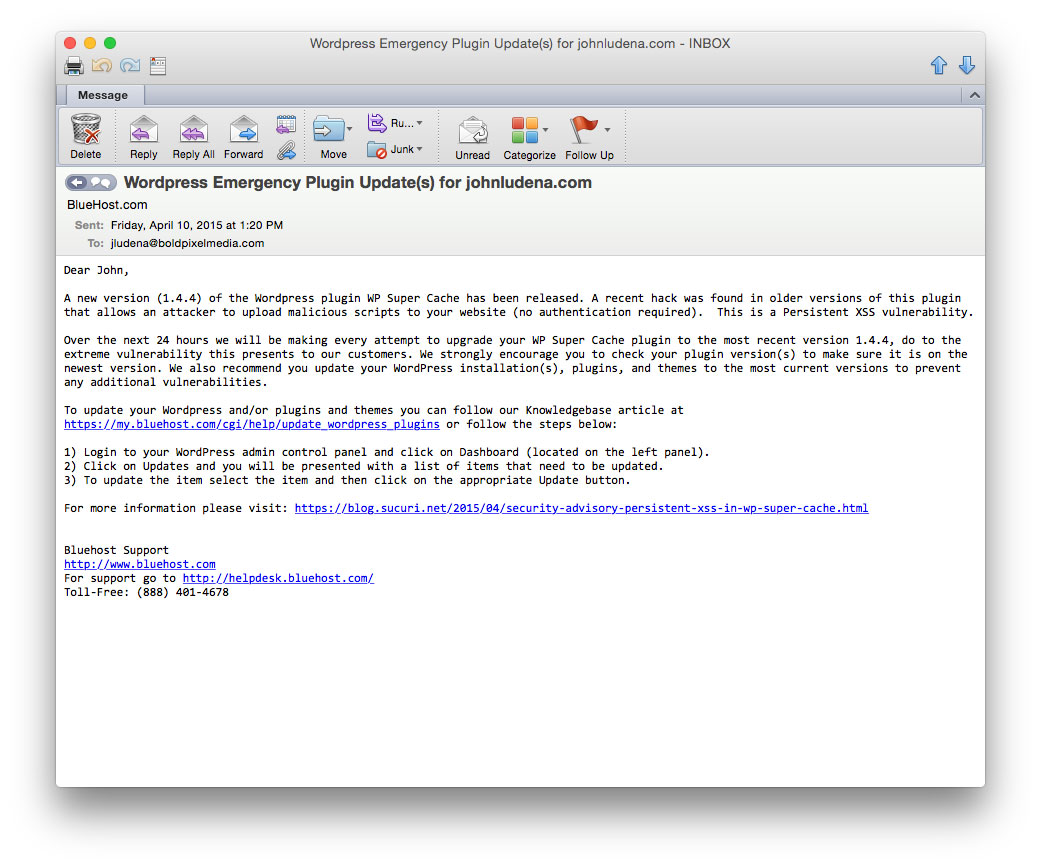 Wordpress Emergency Plugin Update(s) for johnludena.com - INBOX
Message
Delete
Reply
Reply All
Forward
Move
Ru...
Junk
Unread
Categorize
Follow Up
Wordpress Emergency Plugin Update(s) for johnludena.com
BlueHost.com
Sent: Friday, April 10, 2015 at 1:20 PM
To: jludena@boldpixelmedia.com
Dear John,
A new version (1.4.4) of the Wordpress plugin WP Super Cache has been released. A recent hack was found in older versions of this plugin
that allows an attacker to upload malicious scripts to your website (no authentication required).  This is a Persistent XSS vulnerability.
Over the next 24 hours we will be making every attempt to upgrade your WP Super Cache plugin to the most recent version 1.4.4, do to the
extreme vulnerability this presents to our customers. We strongly encourage you to check your plugin version(s) to make sure it is on the
newest version. We also recommend you update your WordPress installation(s), plugins, and themes to the most current versions to prevent
any additional vulnerabilities.
To update your Wordpress and/or plugins and themes you can follow our Knowledgebase article at
https://my.bluehost.com/cgi/help/update_wordpress_plugins or follow the steps below:
1) Login to your WordPress admin control panel and click on Dashboard (located on the left panel).
2) Click on Updates and you will be presented with a list of items that need to be updated.
3) To update the item select the item and then click on the appropriate Update button.
For more information please visit: https://blog.sucuri.net/2015/04/security-advisory-persistent-xss-in-wp-super-cache.html
Bluehost Support
http://www.bluehost.com
For support go to http://helpdesk.bluehost.com/
Toll-Free: (888) 401-4678